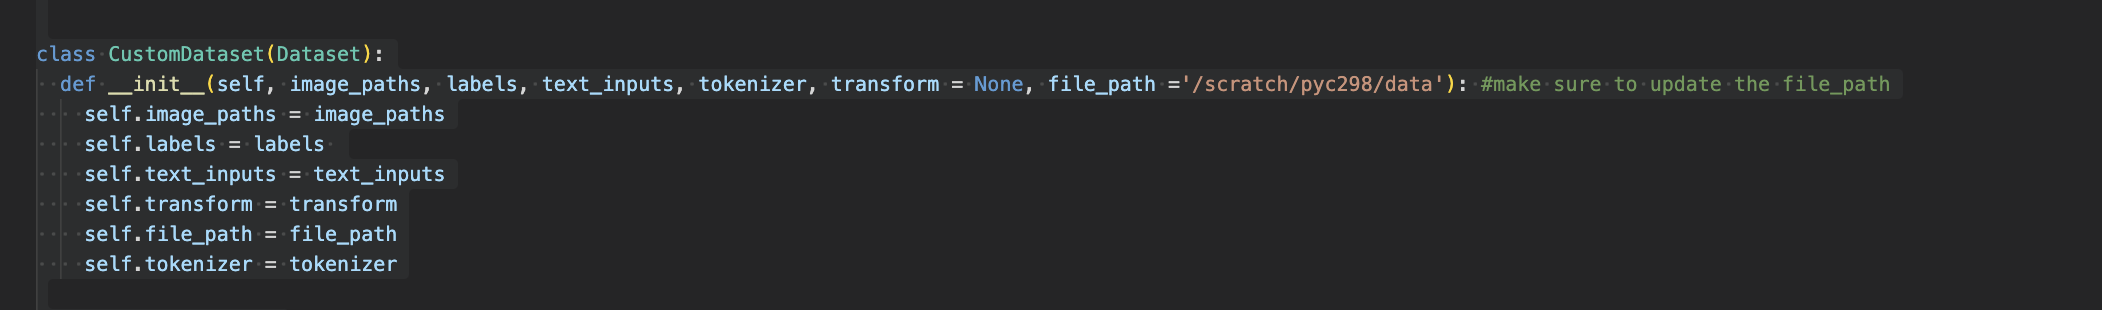 class CustomDataset(Dataset):
  def __init__(self, image_paths, labels, text_inputs, tokenizer, transform = None, file_path ='/scratch/pyc298/data'): #make sure to update the file_path
    self.image_paths = image_paths
    self.labels = labels
    self.text_inputs = text_inputs
    self.transform = transform
    self.file_path = file_path
    self.tokenizer = tokenizer